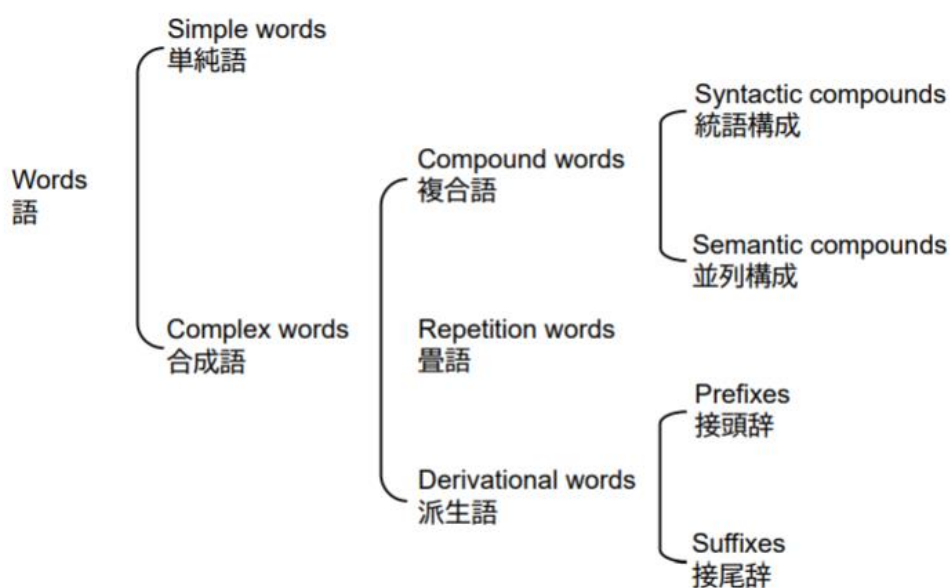 Simple words
単純語
Words
語
Complex words
合成語
Compound words
複合語
Repetition words
畳語
Derivational words
派生語
Syntactic compounds
統語構成
Semantic compounds
並列構成
Prefixes
接頭辞
Suffixes
接尾辞